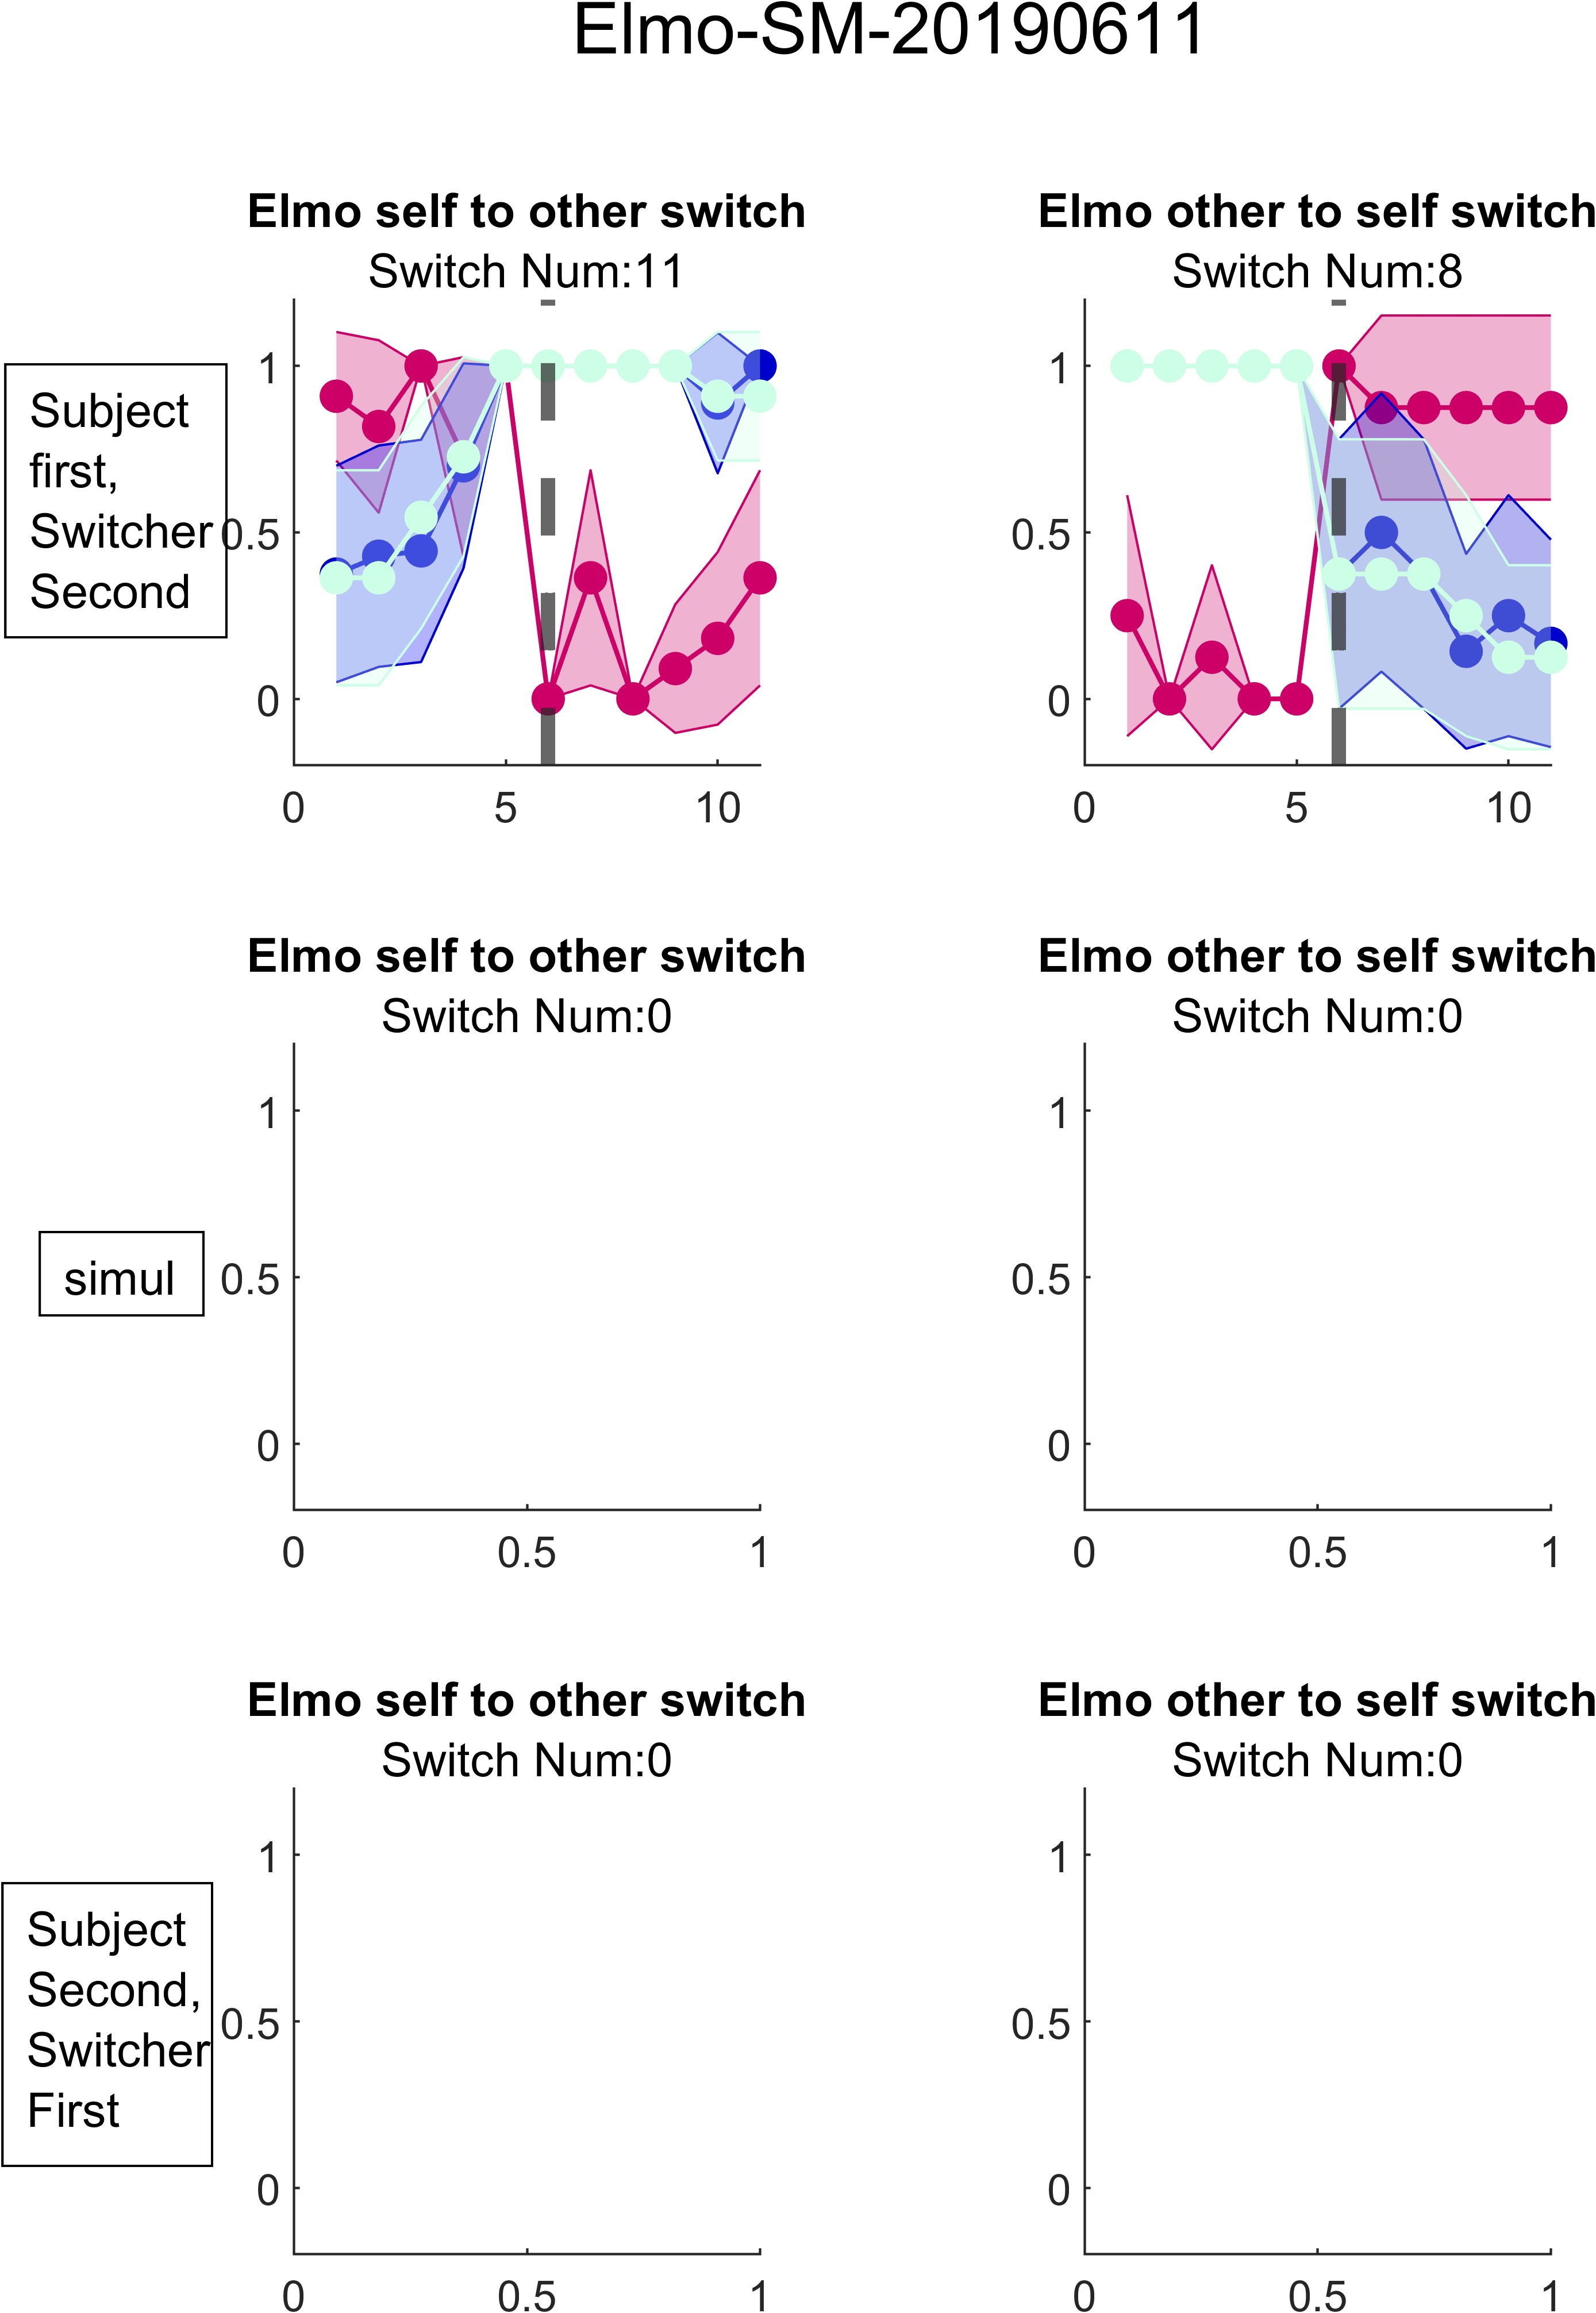 Elmo-SM-20190611
Elmo self to other switch
Switch Num:11
Elmo other to self switch
Switch Num:8
Subject
first,
Switcher
Second
1
0.5
0
0 5 10
1
0.5
0
0 5 10
Elmo self to other switch
Switch Num:0
Elmo other to self switch
Switch Num:0
simul
1
0.5
0
0 0.5 1
1
0.5
0
0 0.5 1
Elmo self to other switch
Switch Num:0
Elmo other to self switch
Switch Num:0
Subject
Second,
Switcher
First
1
0.5
0
0 0.5 1
1
0.5
0
0 0.5 1